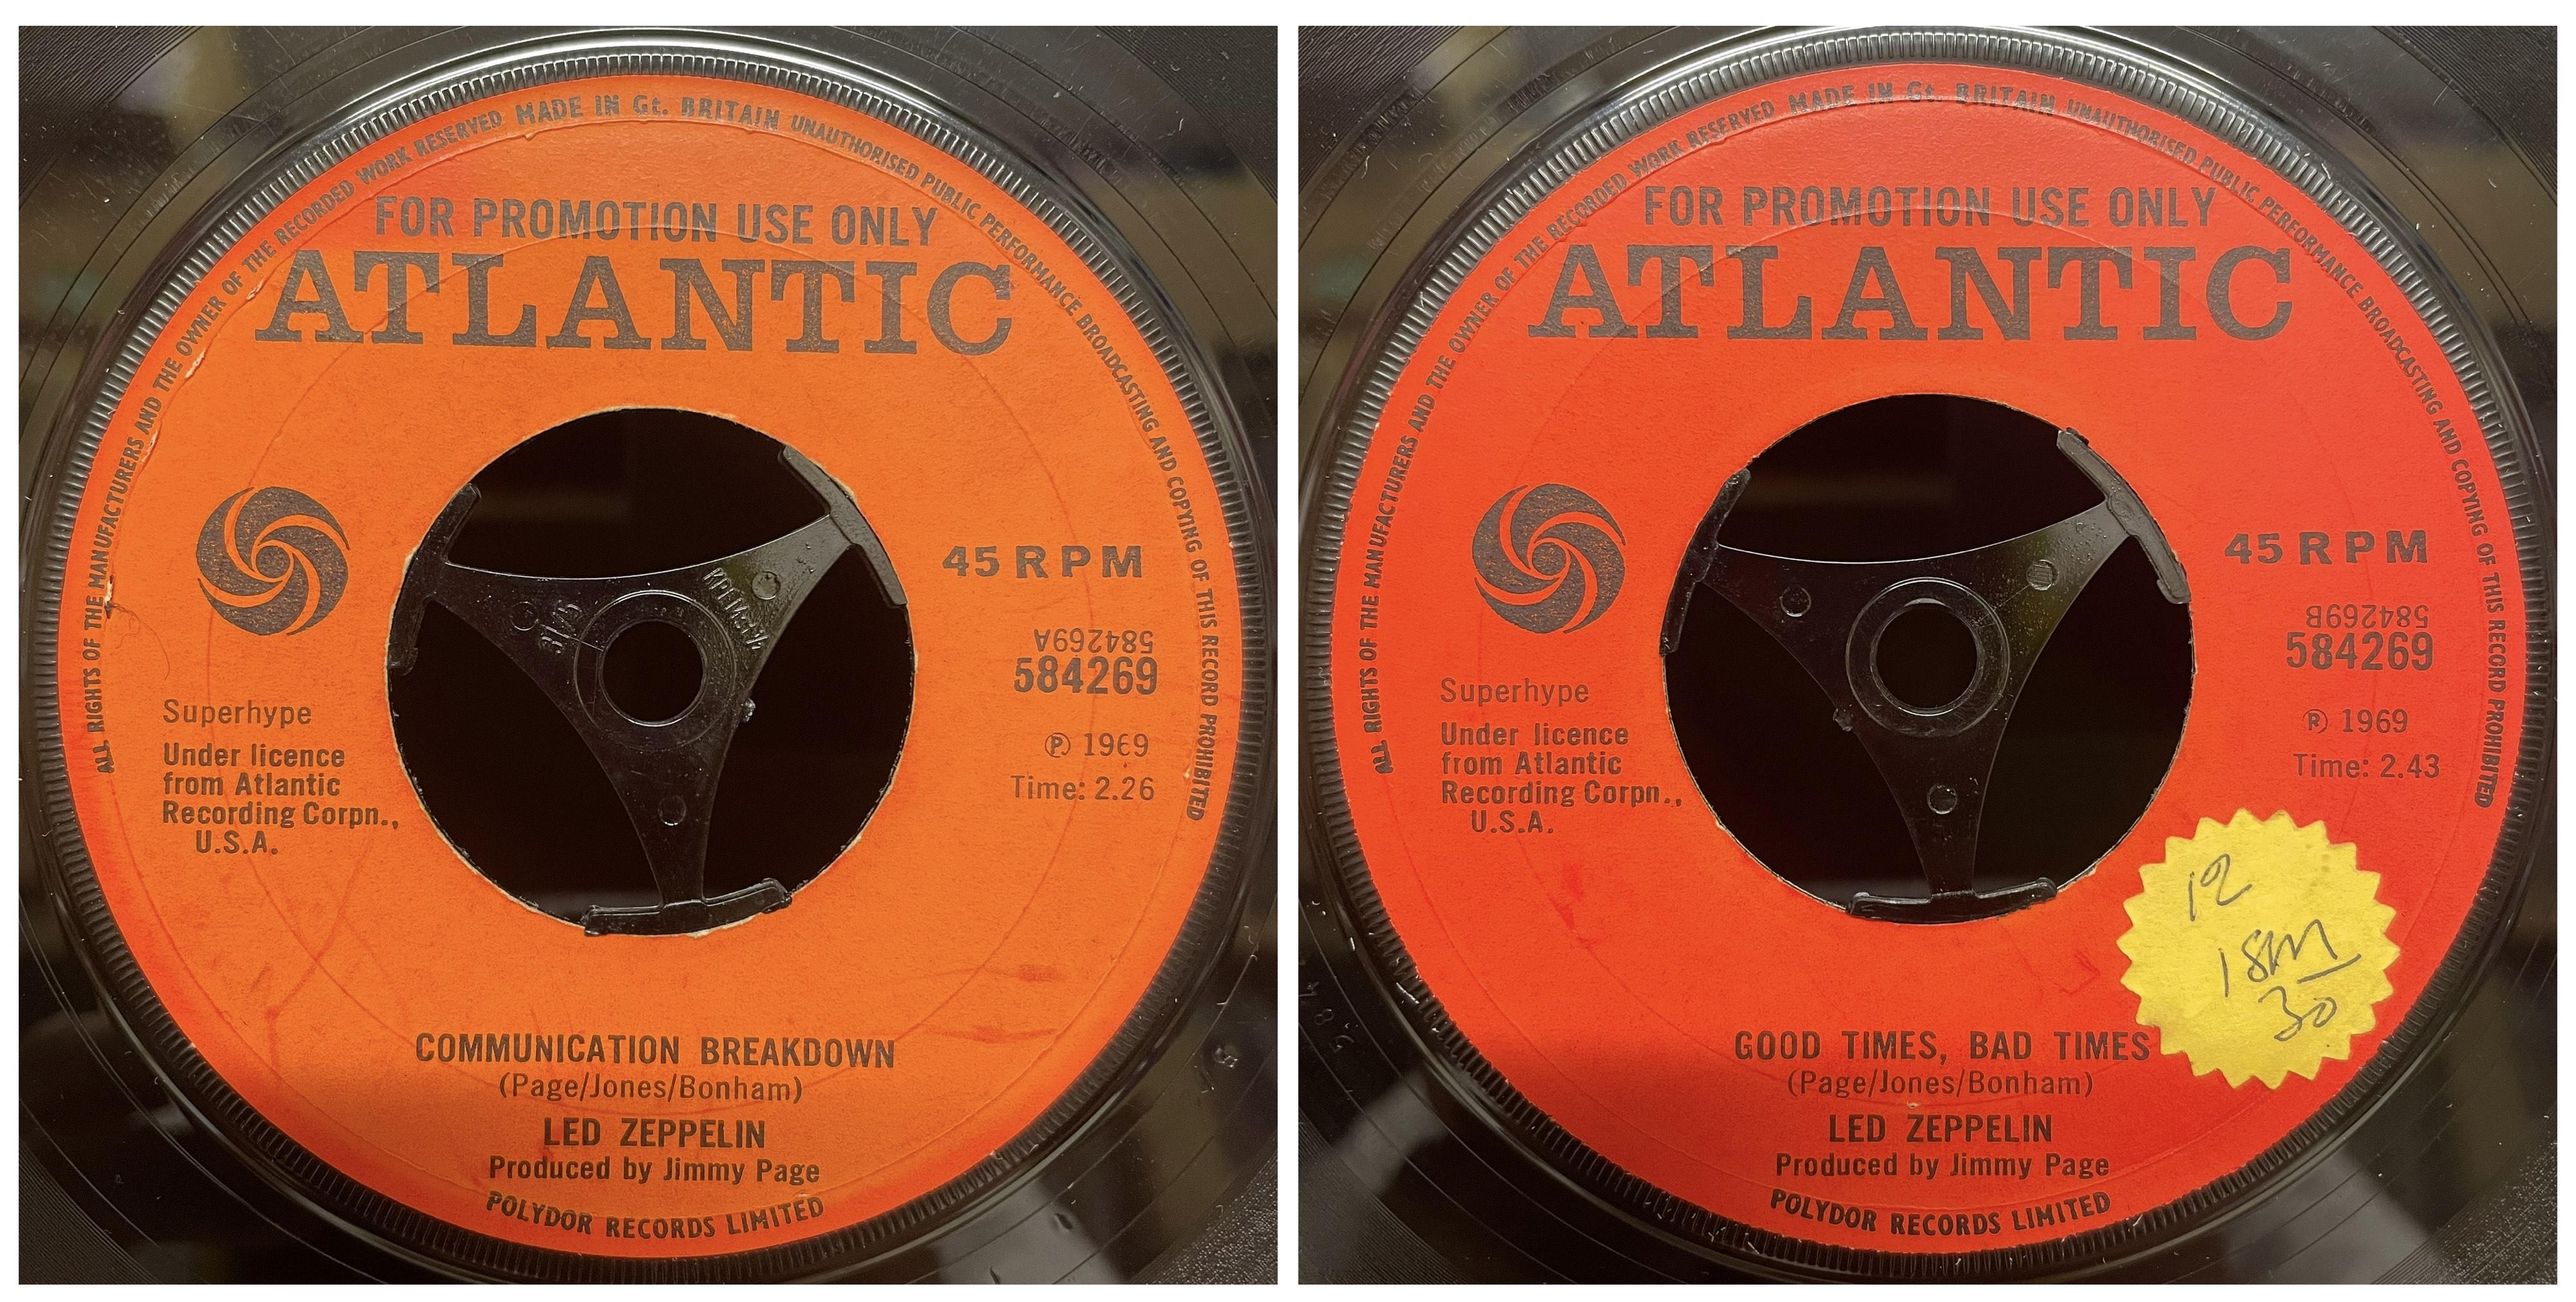 ALL RIGHTS OF THE MANUFACTURERS AND THE OWNER OF THE RECORDED WORK RESERVED MADE IN Gt. BRITAIN UNAUTHORISED PUBLIC PERFORMANCE BROADCASTING AND COPYING OF THIS RECORD PROHIBITED
FOR PROMOTION USE ONLY
ATLANTIC
45 RPM
584269A
584269
Ⓟ 1969
Time: 2.26
Superhype
Under licence
from Atlantic
Recording Corpn.,
U.S.A.
COMMUNICATION BREAKDOWN
(Page/Jones/Bonham)
LED ZEPPELIN
Produced by Jimmy Page
POLYDOR RECORDS LIMITED
ALL RIGHTS OF THE MANUFACTURERS AND THE OWNER OF THE RECORDED WORK RESERVED MADE IN Gt. BRITAIN UNAUTHORISED PUBLIC PERFORMANCE BROADCASTING AND COPYING OF THIS RECORD PROHIBITED
FOR PROMOTION USE ONLY
ATLANTIC
45 RPM
584269B
584269
Ⓟ 1969
Time: 2.43
Superhype
Under licence
from Atlantic
Recording Corpn.,
U.S.A.
30
GOOD TIMES, BAD TIMES
(Page/Jones/Bonham)
LED ZEPPELIN
Produced by Jimmy Page
POLYDOR RECORDS LIMITED